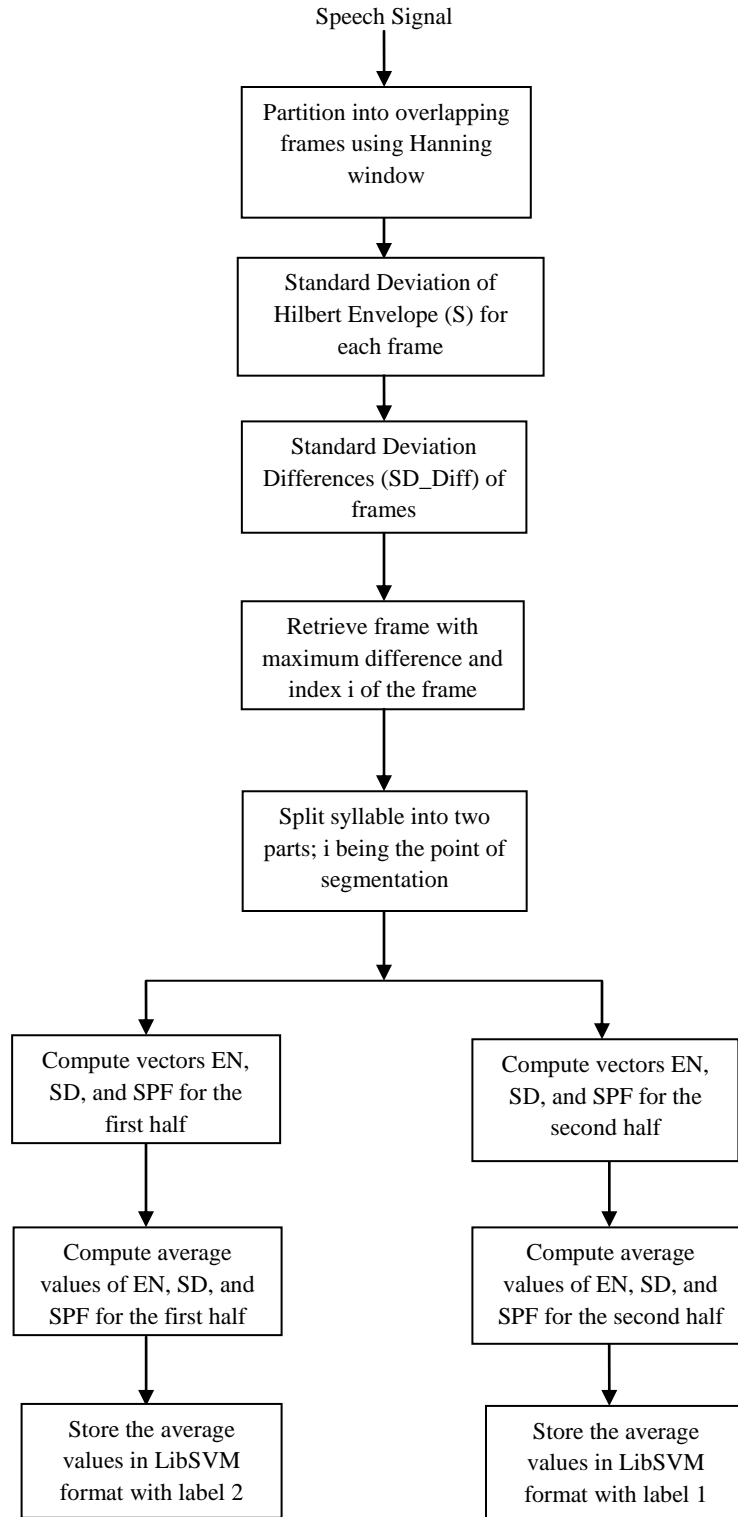 Speech Signal
Partition into overlapping
frames using Hanning
window
Standard Deviation of
Hilbert Envelope (S) for
each frame
Standard Deviation
Differences (SD_Diff) of
frames
Retrieve frame with
maximum difference and
index i of the frame
Split syllable into two
parts; i being the point of
segmentation
Compute vectors EN,
SD, and SPF for the
first half
Compute average
values of EN, SD, and
SPF for the first half
Store the average
values in LibSVM
format with label 2
Compute vectors EN,
SD, and SPF for the
second half
Compute average
values of EN, SD, and
SPF for the second half
Store the average
values in LibSVM
format with label 1